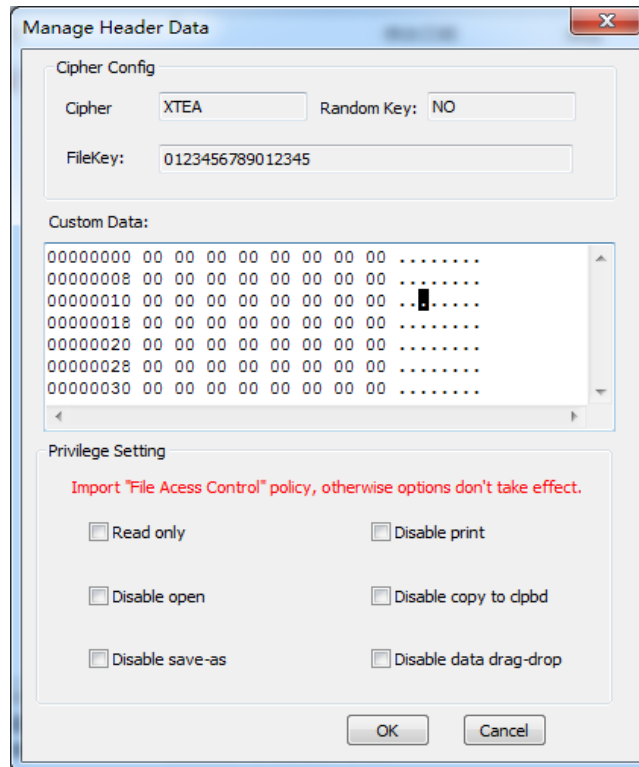 Manage Header Data
Cipher Config
Cipher XTEA Random Key: NO
FileKey: 0123456789012345
Custom Data:
00000000 00 00 00 00 00 00 00 00 ........
00000008 00 00 00 00 00 00 00 00 ........
00000010 00 00 00 00 00 00 00 00 ........
00000018 00 00 00 00 00 00 00 00 ........
00000020 00 00 00 00 00 00 00 00 ........
00000028 00 00 00 00 00 00 00 00 ........
00000030 00 00 00 00 00 00 00 00 ........
Privilege Setting
Import "File Acess Control" policy, otherwise options don't take effect.
Read only Disable print
Disable open Disable copy to clpbd
Disable save-as Disable data drag-drop
OK Cancel